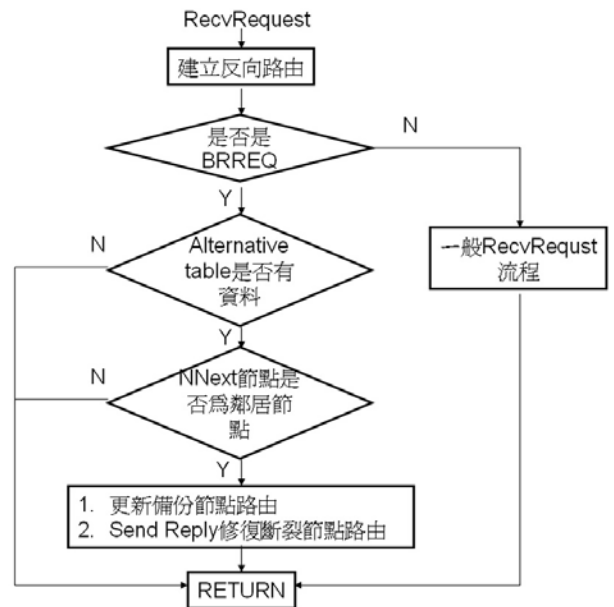 RecvRequest
建立反向路由
是否是
BRREQ
N
Y
Alternative
table是否有
資料
N
一般RecvRequst
流程
Y
NNext節點是
否為鄰居節
點
N
Y
1. 更新備份節點路由
2. Send Reply修復斷裂節點路由
RETURN